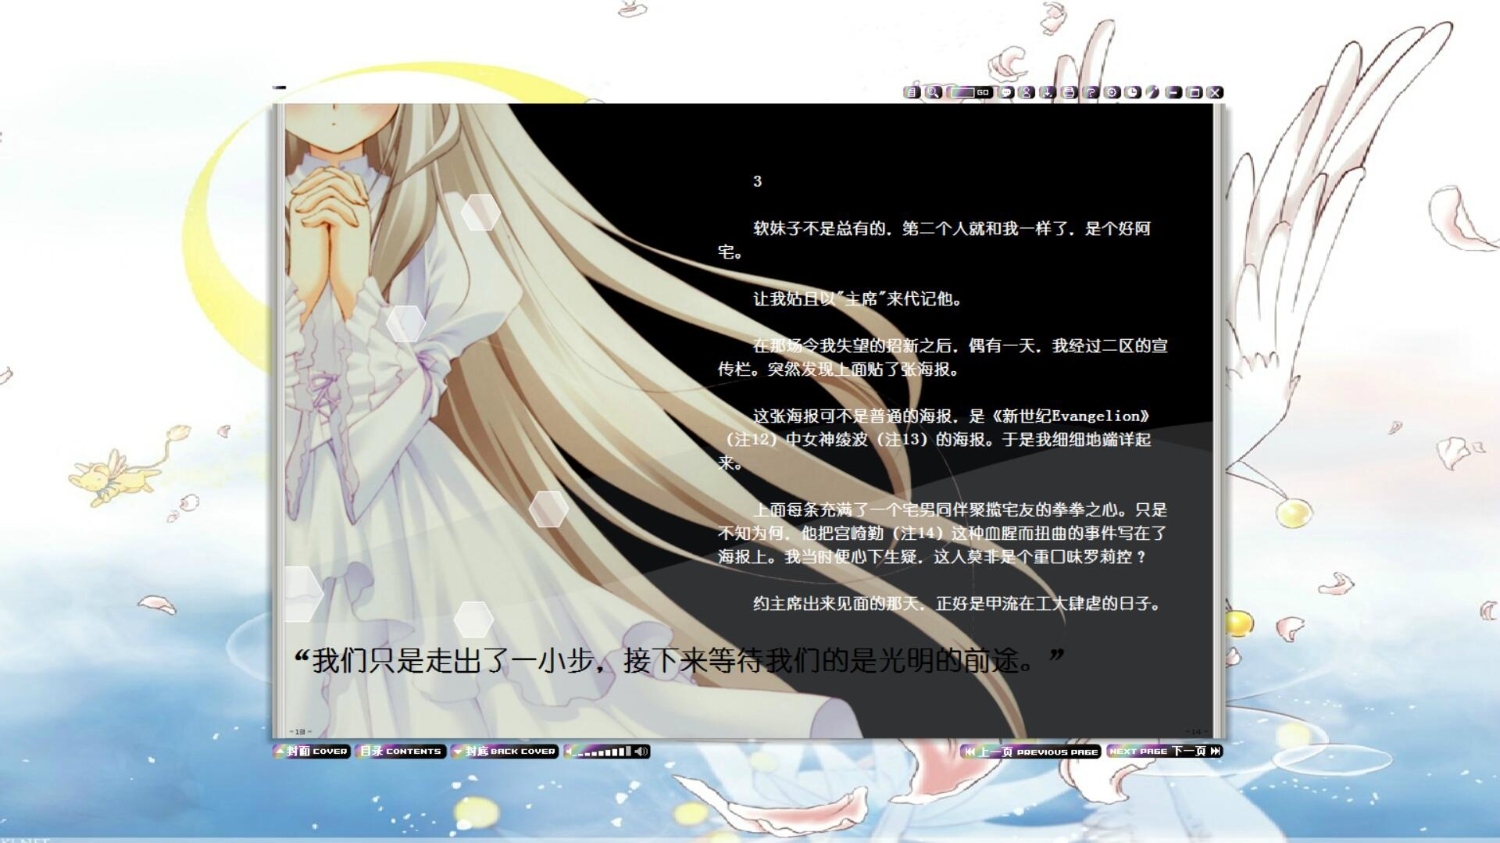 GO
3
软妹子不是总有的，第二个人就和我一样了，是个好阿
宅。
让我姑且以"主席"来代记他。
在那场令我失望的招新之后，偶有一天，我经过二区的宣
传栏。突然发现上面贴了张海报。
这张海报可不是普通的海报，是《新世纪Evangelion》
（注12）中女神绫波（注13）的海报。于是我细细地端详起
来。
上面每条充满了一个宅男同伴聚揽宅友的拳拳之心。只是
不知为何，他把宫崎勤（注14）这种血腥而扭曲的事件写在了
海报上。我当时便心下生疑，这人莫非是个重口味罗莉控？
约主席出来见面的那天，正好是甲流在工大肆虐的日子。
“我们只是走出了一小步，接下来等待我们的是光明的前途。”
封面 COVER
目录 CONTENTS
封底 BACK COVER
上一页 PREVIOUS PAGE
NEXT PAGE 下一页